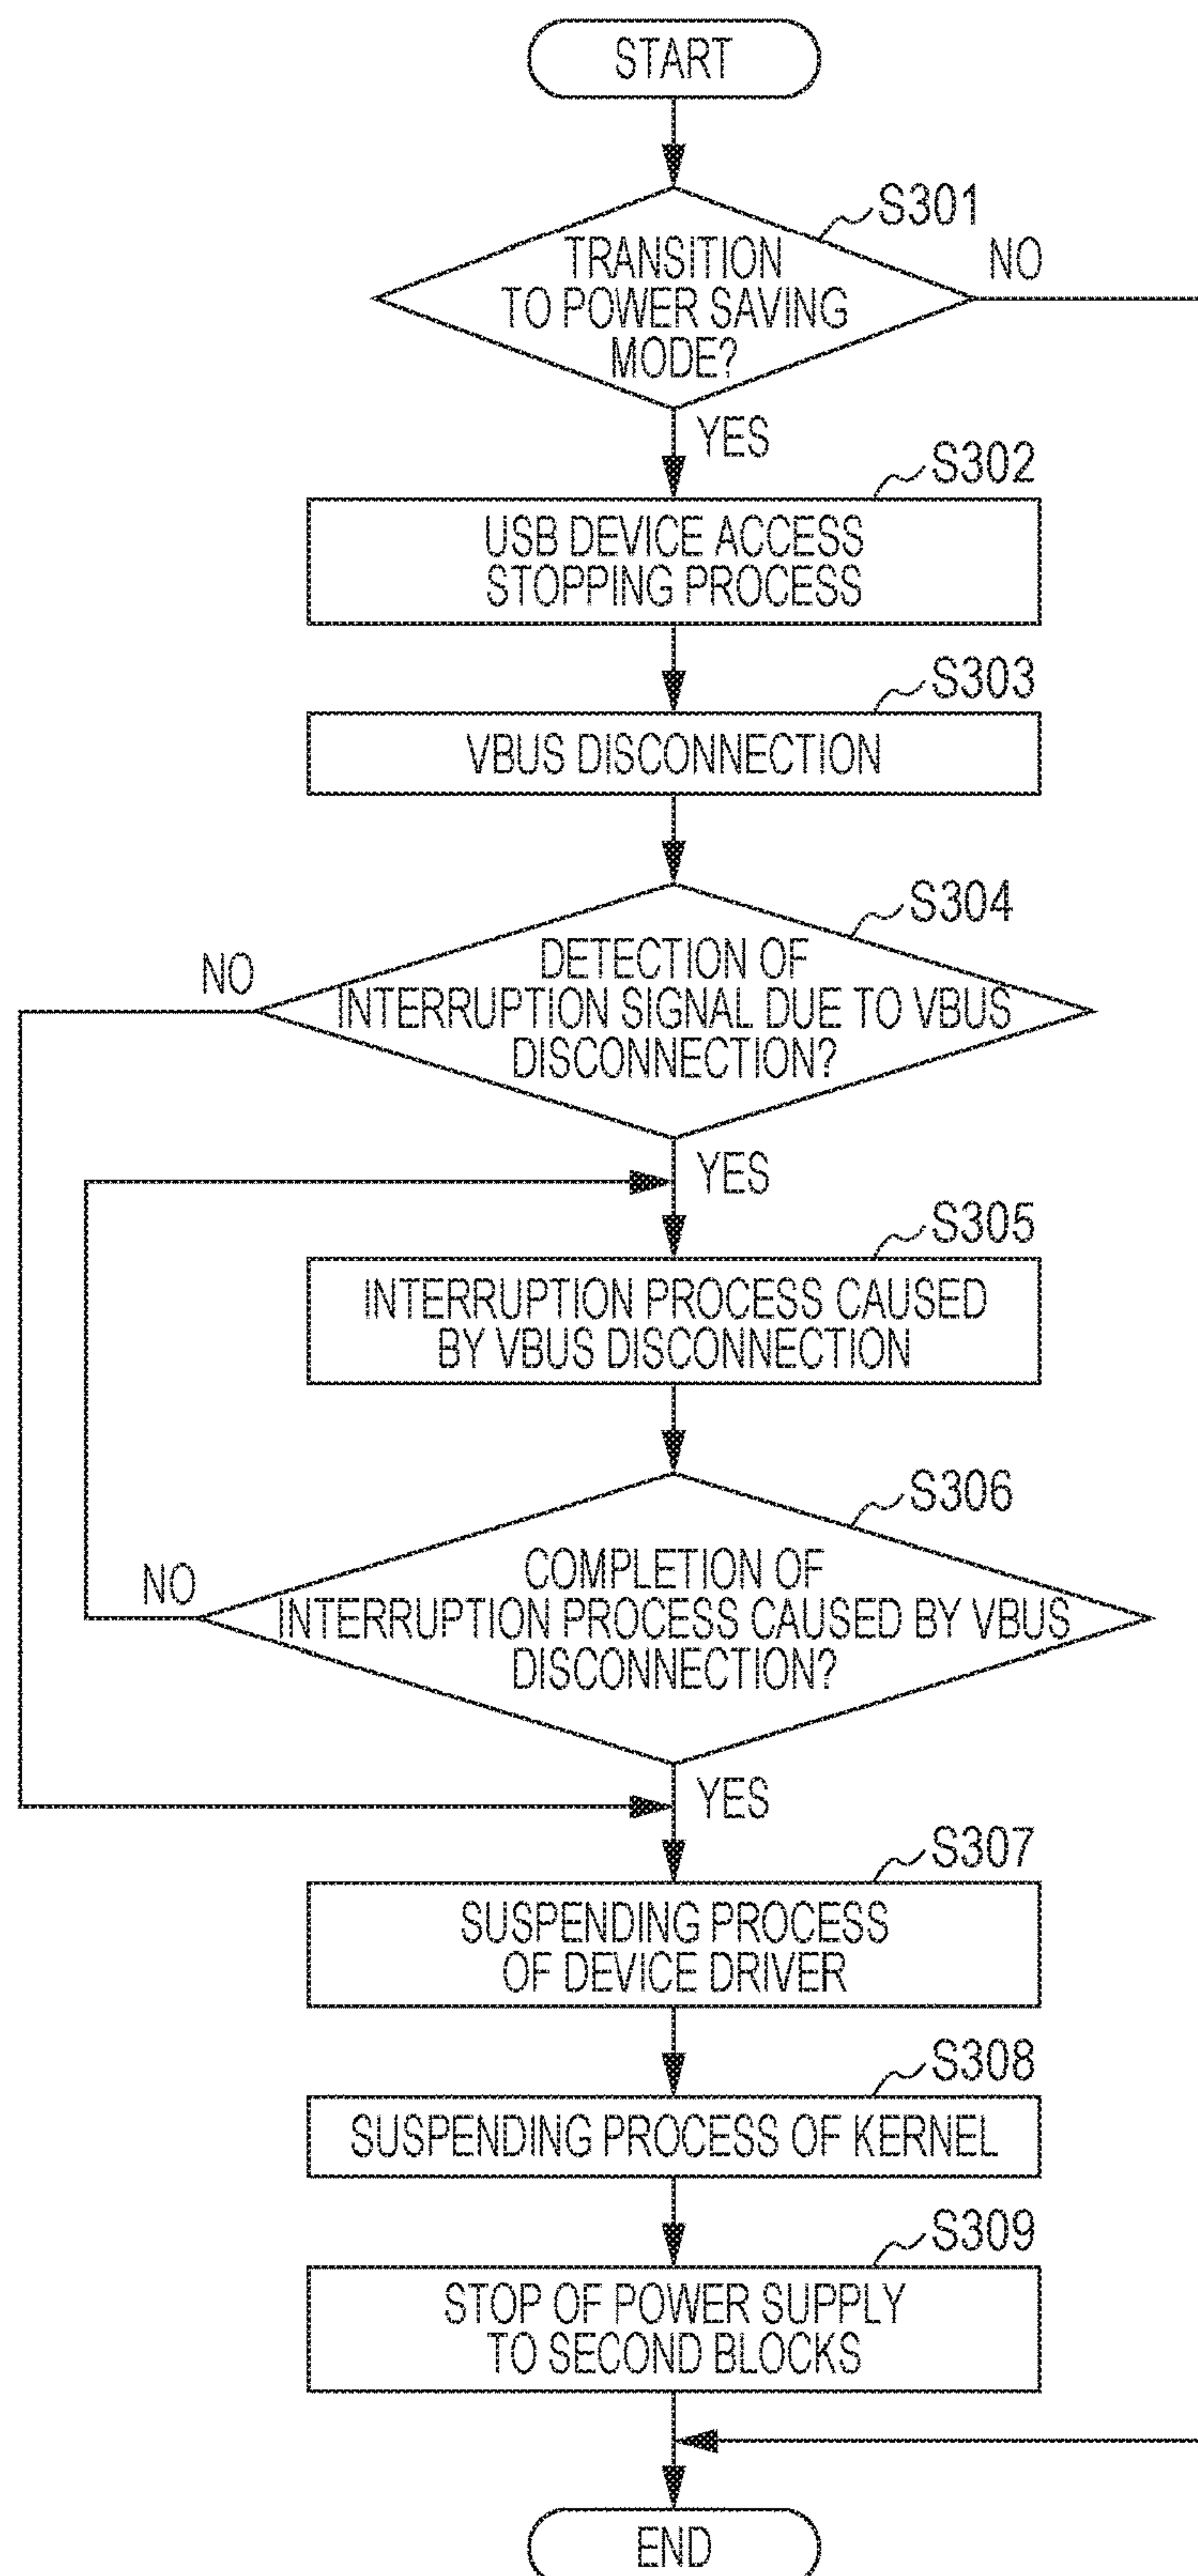 START
S301
TRANSITION
TO POWER SAVING
MODE?
NO
YES
S302
USB DEVICE ACCESS
STOPPING PROCESS
S303
VBUS DISCONNECTION
S304
DETECTION OF
INTERRUPTION SIGNAL DUE TO VBUS
DISCONNECTION?
NO
YES
S305
INTERRUPTION PROCESS CAUSED
BY VBUS DISCONNECTION
S306
COMPLETION OF
INTERRUPTION PROCESS CAUSED BY VBUS
DISCONNECTION?
NO
YES
S307
SUSPENDING PROCESS
OF DEVICE DRIVER
S308
SUSPENDING PROCESS OF KERNEL
S309
STOP OF POWER SUPPLY
TO SECOND BLOCKS
END